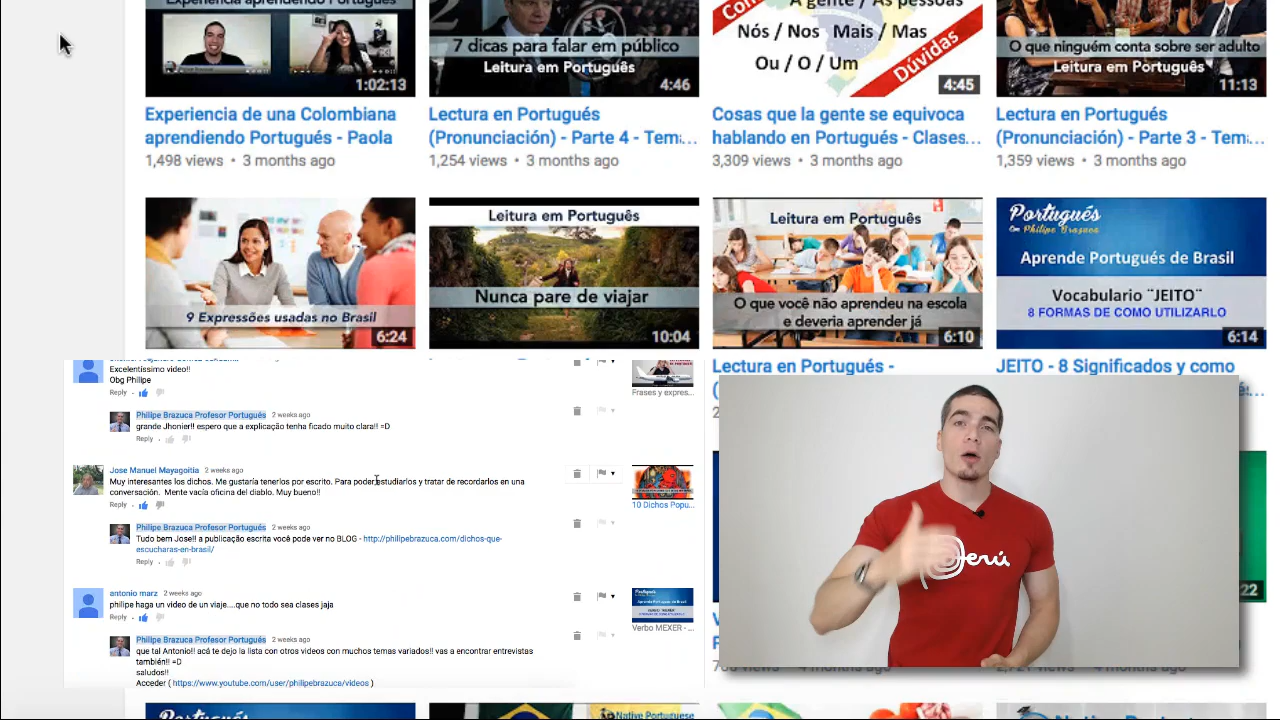 Experiencia aprendiendo Portugués
1:02:13
7 dicas para falar em público
Leitura em Português
4:46
Com
A gente / As pessoas
Nós / Nos Mais / Mas
Ou / O / Um
Dúvidas
4:45
O que ninguém conta sobre ser adulto
Leitura em Português
11:13
Experiencia de una Colombiana
aprendiendo Portugués - Paola
1,498 views • 3 months ago
Lectura en Portugués
(Pronunciación) - Parte 4 - Tem...
1,254 views • 3 months ago
Cosas que la gente se equivoca
hablando en Portugués - Clases...
3,309 views • 3 months ago
Lectura en Portugués
(Pronunciación) - Parte 3 - Tem...
1,359 views • 3 months ago
9 Expressões usadas no Brasil
6:24
Leitura em Português
Nunca pare de viajar
10:04
Leitura em Português
O que você não aprendeu na escola
e deveria aprender já
6:10
Portugués
Em Philipe Brazuca
Aprende Portugués de Brasil
Vocabulario ¨JEITO¨
8 FORMAS DE COMO UTILIZARLO
6:14
Lectura en Portugués -
JEITO - 8 Significados y como
Excelentissimo video!!
Obg Philipe
Reply
Frases y expres...
Philipe Brazuca Profesor Portugués 2 weeks ago
grande Jhonier!! espero que a explicação tenha ficado muito clara!! =D
Reply
Jose Manuel Mayagoitia 2 weeks ago
Muy interesantes los dichos. Me gustaría tenerlos por escrito. Para poder estudiarlos y tratar de recordarlos en una
conversación. Mente vacía oficina del diablo. Muy bueno!!
Reply
10 Dichos Popu...
Philipe Brazuca Profesor Portugués 2 weeks ago
Tudo bem Jose!! a publicação escrita você pode ver no BLOG - http://philipebrazuca.com/dichos-que-
escucharas-en-brasil/
Reply
antonio marz 2 weeks ago
philipe haga un video de un viaje....que no todo sea clases jaja
Reply
Verbo MEXER - ...
Philipe Brazuca Profesor Portugués 2 weeks ago
que tal Antonio!! acá te dejo la lista con otros videos con muchos temas variados!! vas a encontrar entrevistas
también!! =D
saludos!!
Acceder ( https://www.youtube.com/user/philipebrazuca/videos )
Perú
22
Native Portuguese